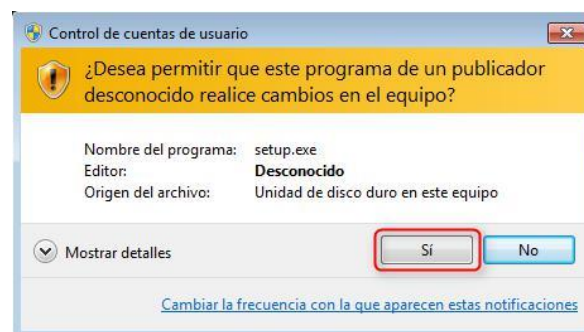 Control de cuentas de usuario
¿Desea permitir que este programa de un publicador
desconocido realice cambios en el equipo?
Nombre del programa: setup.exe
Editor: Desconocido
Origen del archivo: Unidad de disco duro en este equipo
Mostrar detalles Sí No
Cambiar la frecuencia con la que aparecen estas notificaciones